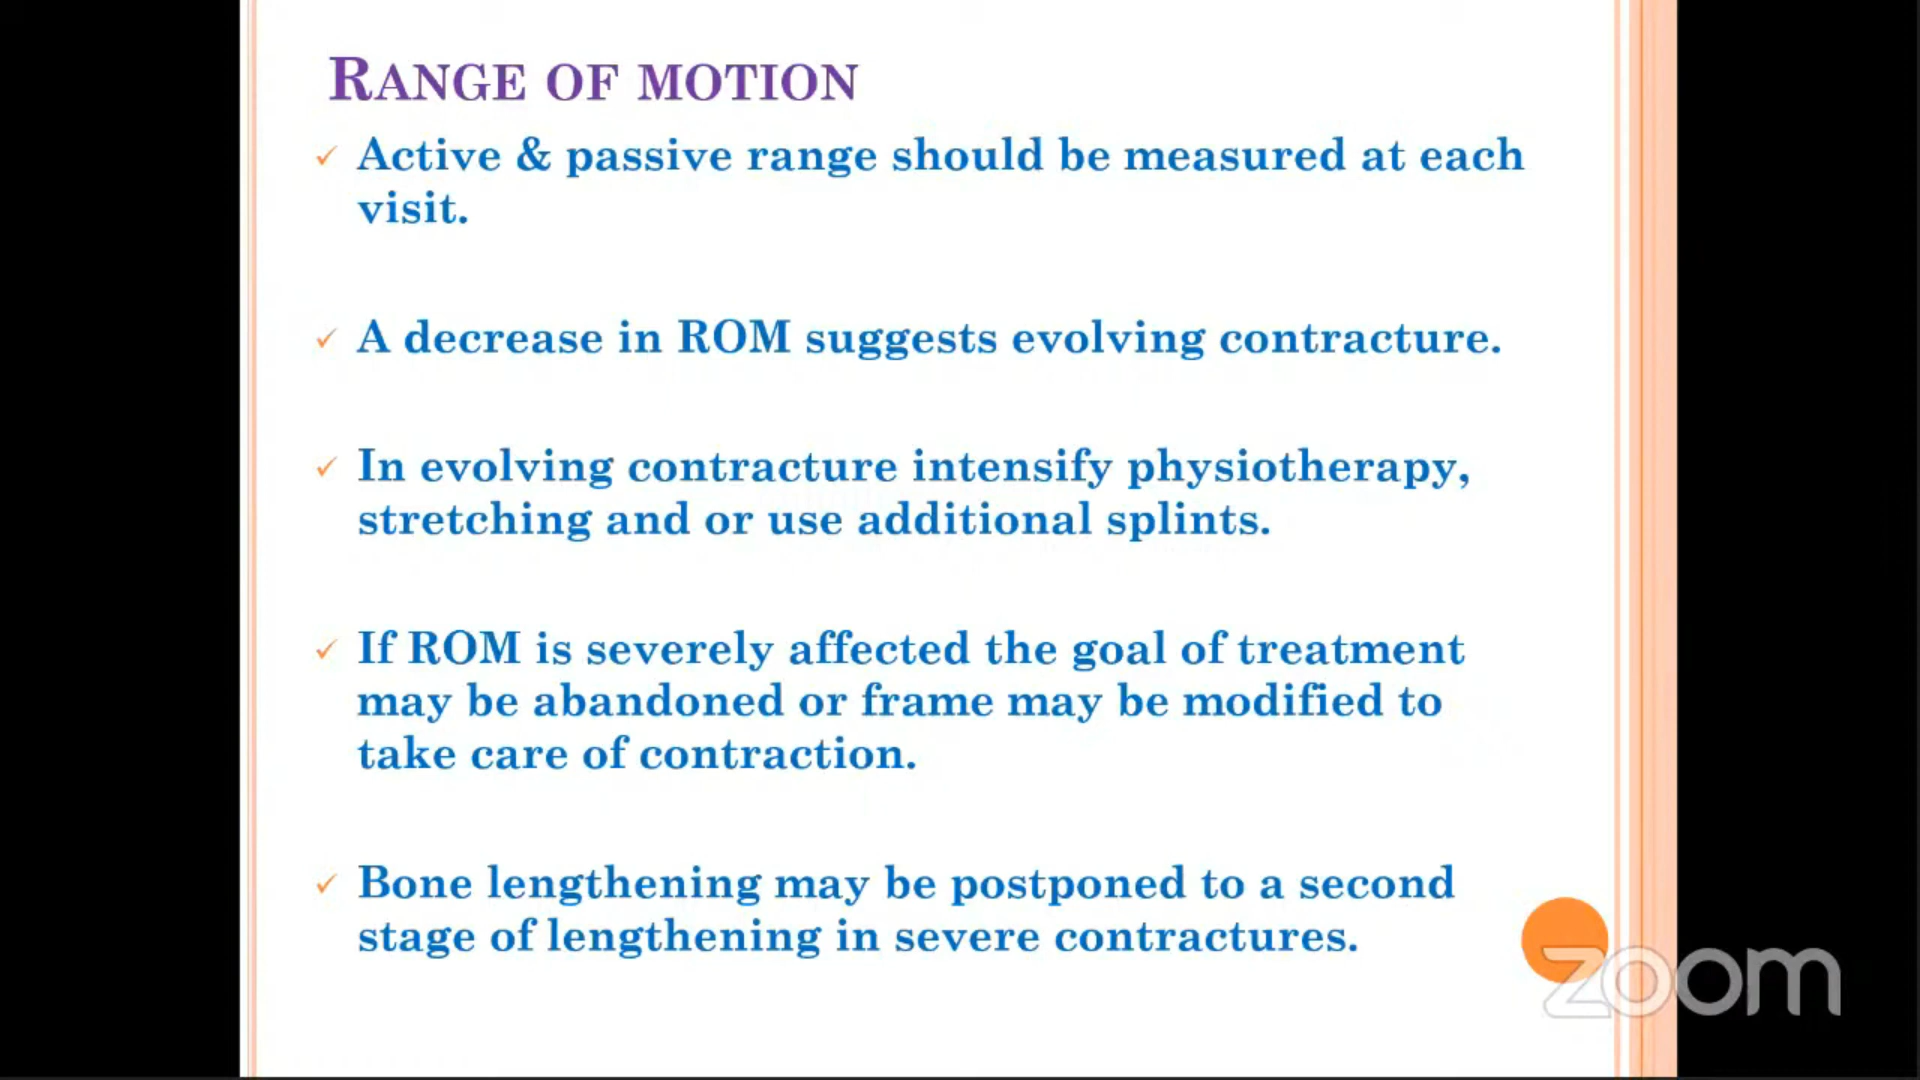 RANGE OF MOTION
✓ Active & passive range should be measured at each
visit.
✓ A decrease in ROM suggests evolving contracture.
✓ In evolving contracture intensify physiotherapy,
stretching and or use additional splints.
✓ If ROM is severely affected the goal of treatment
may be abandoned or frame may be modified to
take care of contraction.
✓ Bone lengthening may be postponed to a second
stage of lengthening in severe contractures.
zoom